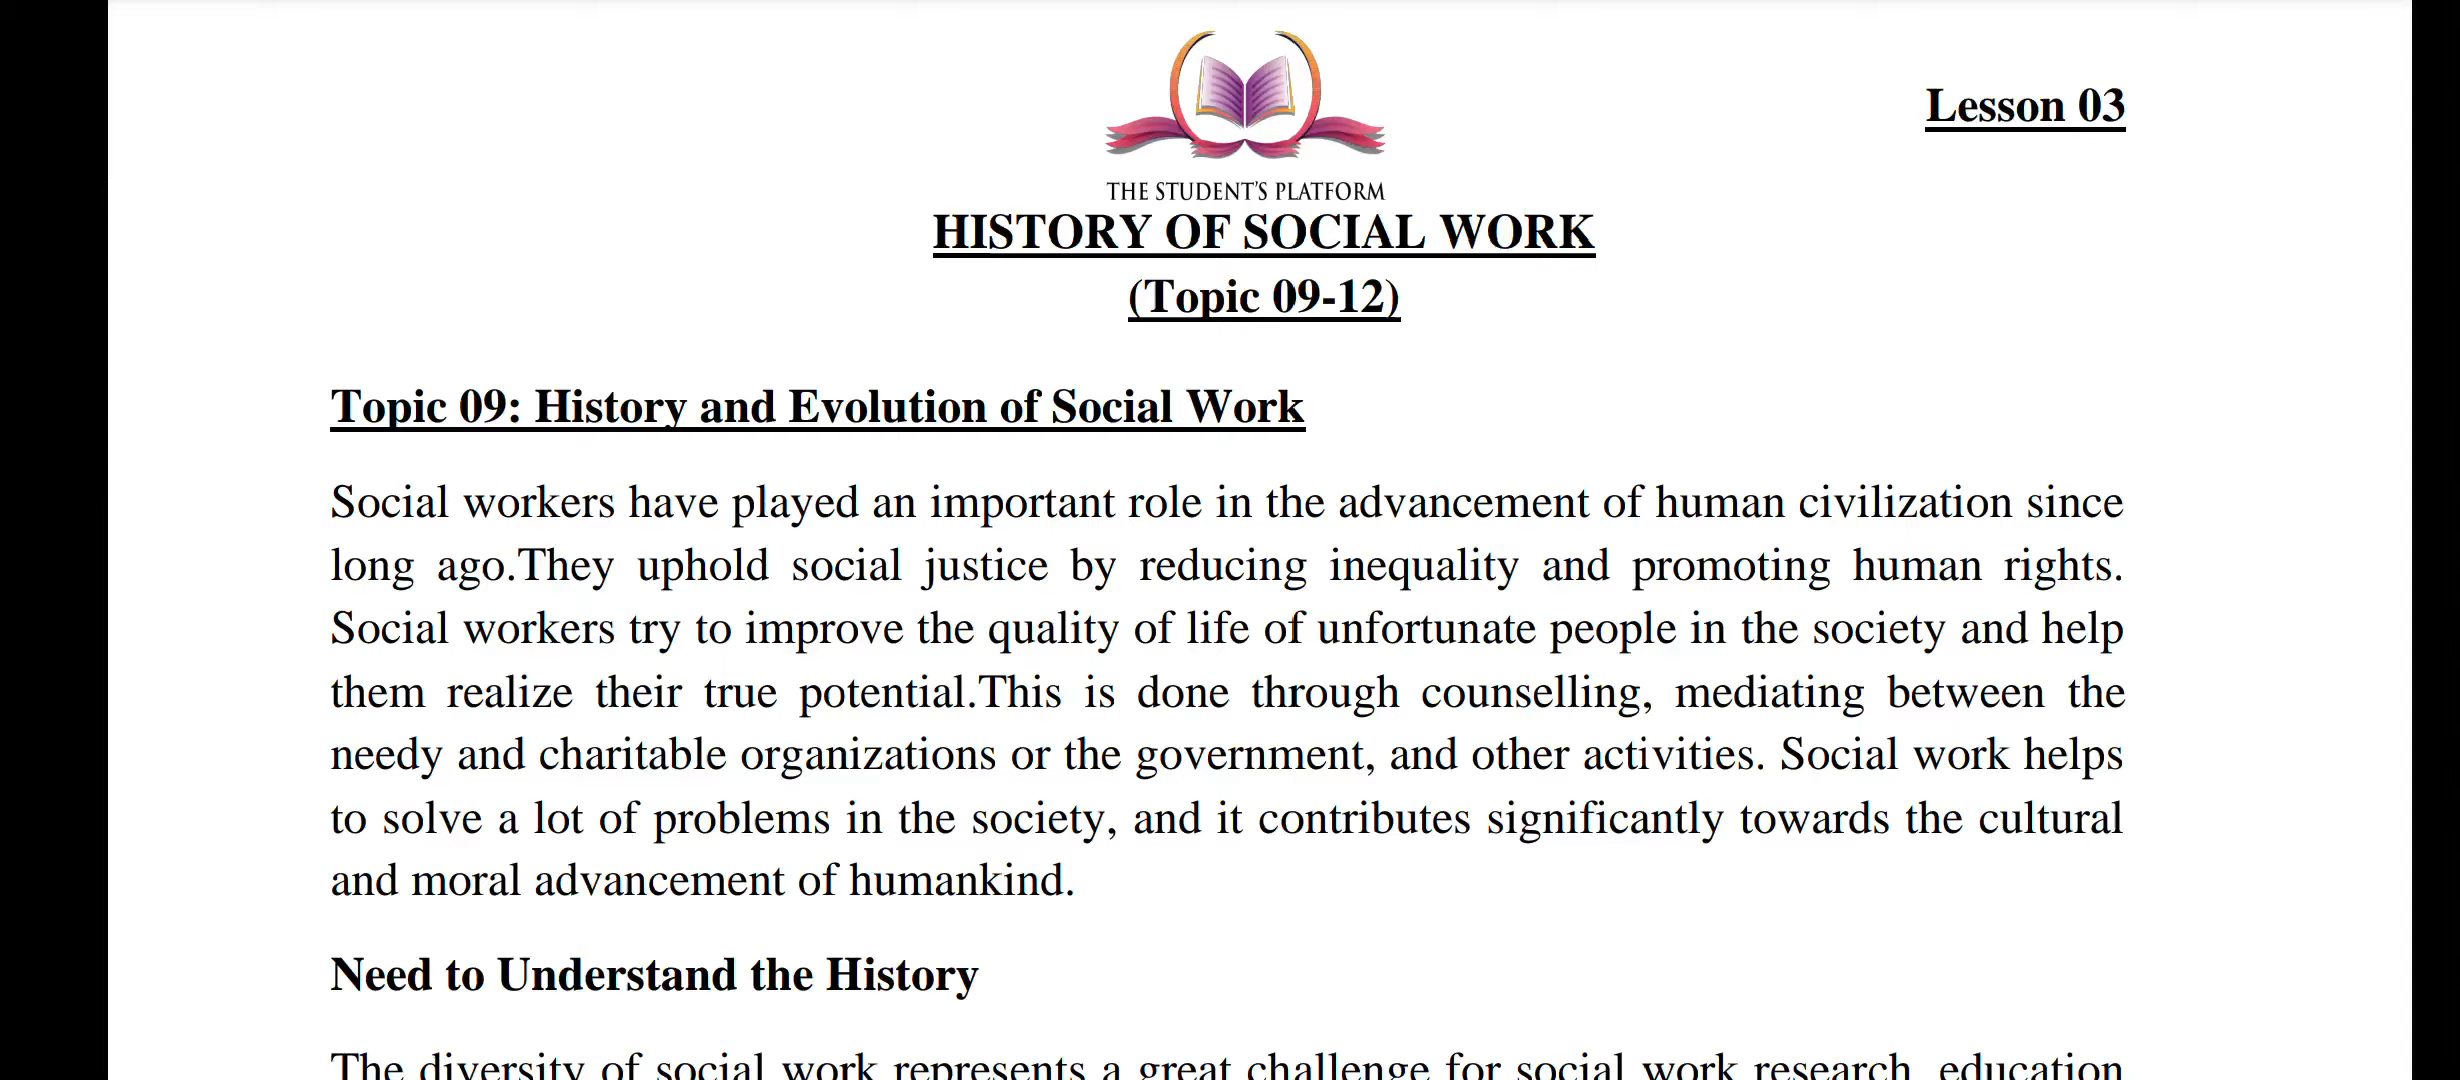 Lesson 03
THE STUDENT'S PLATFORM
HISTORY OF SOCIAL WORK
(Topic 09-12)
Topic 09: History and Evolution of Social Work
Social workers have played an important role in the advancement of human civilization since
long ago.They uphold social justice by reducing inequality and promoting human rights.
Social workers try to improve the quality of life of unfortunate people in the society and help
them realize their true potential.This is done through counselling, mediating between the
needy and charitable organizations or the government, and other activities. Social work helps
to solve a lot of problems in the society, and it contributes significantly towards the cultural
and moral advancement of humankind.
Need to Understand the History
The diversity of social work represents a great challenge for social work research, education